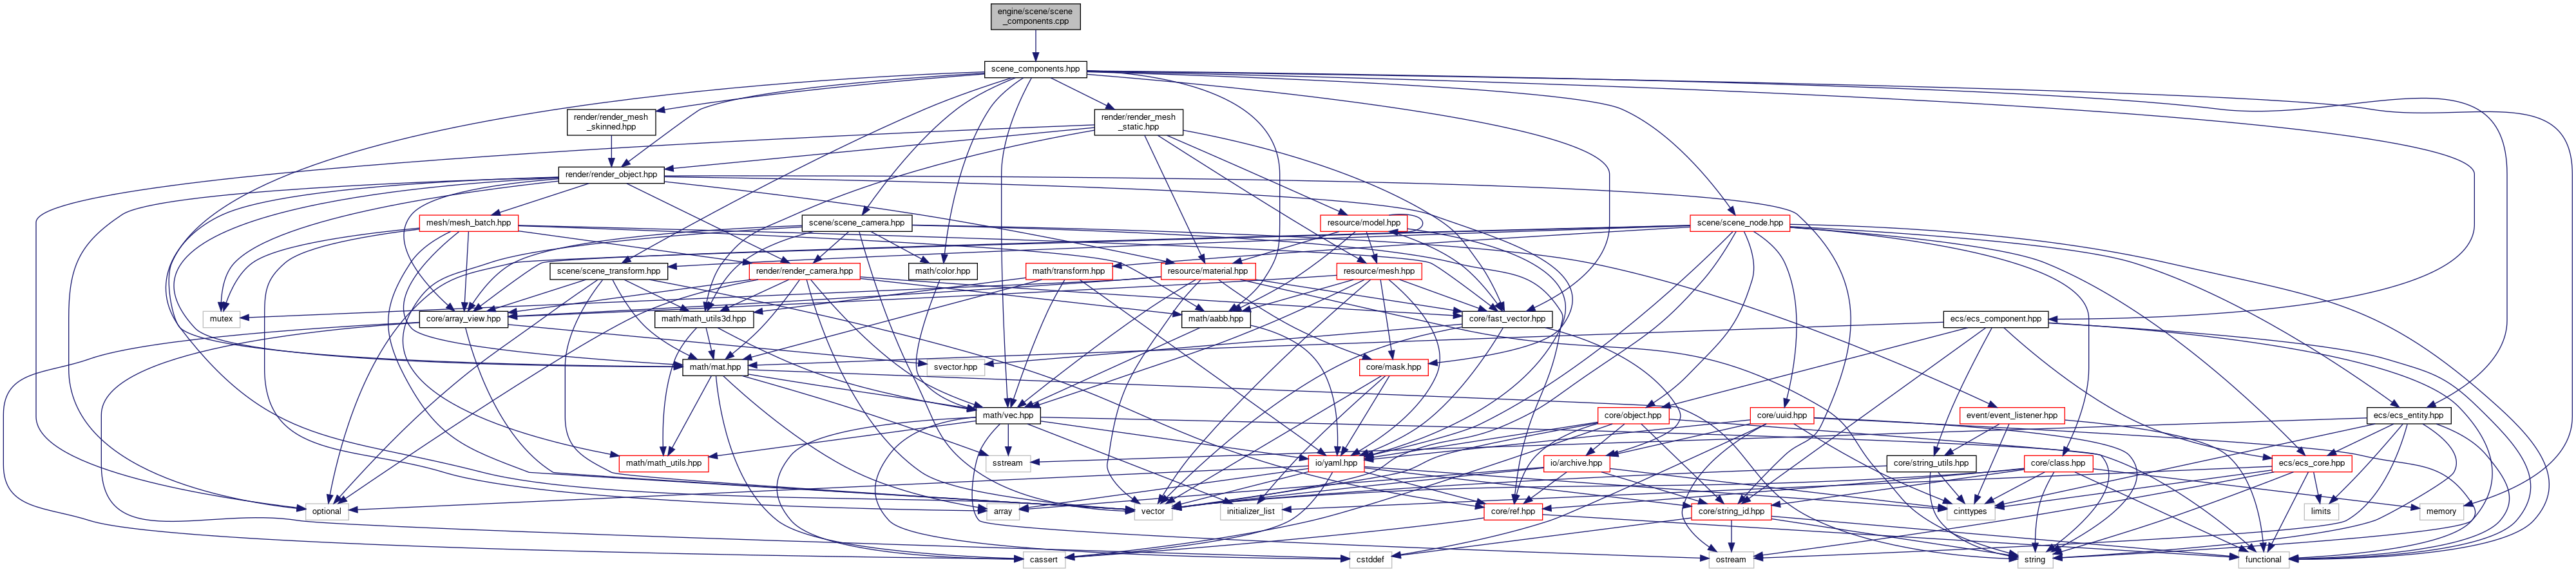 engine/scene/scene
_components.cpp
scene_components.hpp
render/render_mesh
_skinned.hpp
render/render_mesh
_static.hpp
render/render_object.hpp
mesh/mesh_batch.hpp
scene/scene_camera.hpp
resource/model.hpp
scene/scene_node.hpp
scene/scene_transform.hpp
render/render_camera.hpp
math/color.hpp
math/transform.hpp
resource/material.hpp
resource/mesh.hpp
mutex
core/array_view.hpp
math/math_utils3d.hpp
math/aabb.hpp
core/fast_vector.hpp
ecs/ecs_component.hpp
math/mat.hpp
svector.hpp
core/mask.hpp
math/vec.hpp
core/object.hpp
core/uuid.hpp
event/event_listener.hpp
ecs/ecs_entity.hpp
math/math_utils.hpp
sstream
io/yaml.hpp
io/archive.hpp
core/string_utils.hpp
core/class.hpp
ecs/ecs_core.hpp
optional
array
vector
initializer_list
core/ref.hpp
core/string_id.hpp
cinttypes
limits
memory
cassert
cstddef
ostream
string
functional